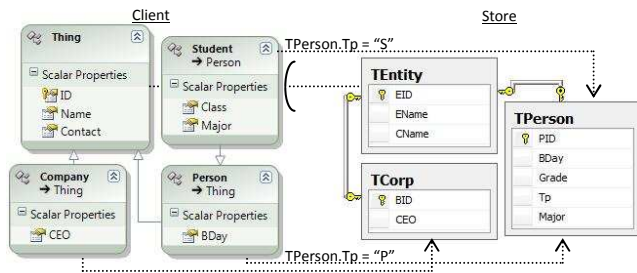 Client
Store
Thing
Scalar Properties
ID
Name
Contact
Student
→ Person
Scalar Properties
Class
Major
TPerson.Tp = “S”
Company
→ Thing
Scalar Properties
CEO
Person
→ Thing
Scalar Properties
BDay
TPerson.Tp = “P”
TEntity
EID
EName
CName
TCorp
BID
CEO
TPerson
PID
BDay
Grade
Tp
Major